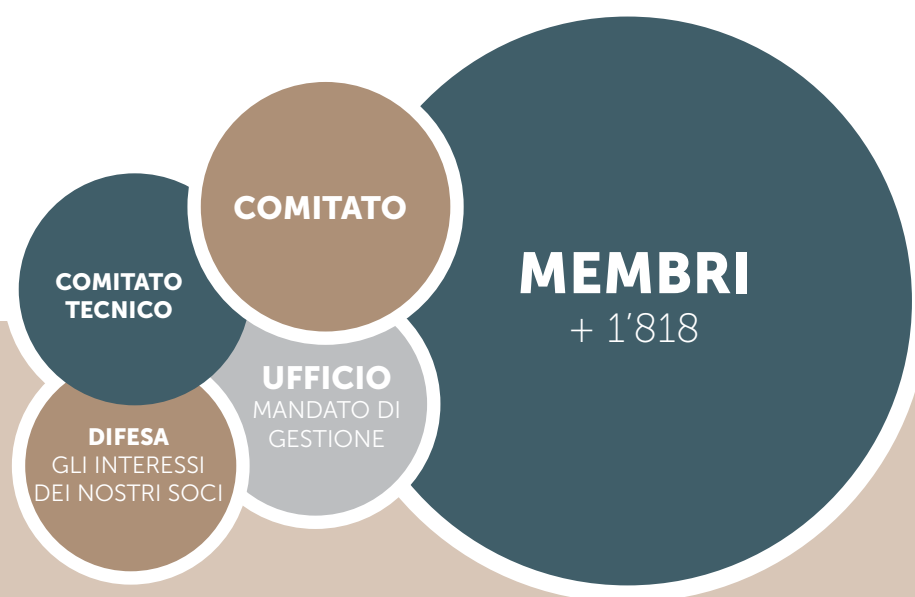 COMITATO
MEMBRI
+ 1'818
COMITATO
TECNICO
UFFICIO
MANDATO DI
GESTIONE
DIFESA
GLI INTERESSI
DEI NOSTRI SOCI